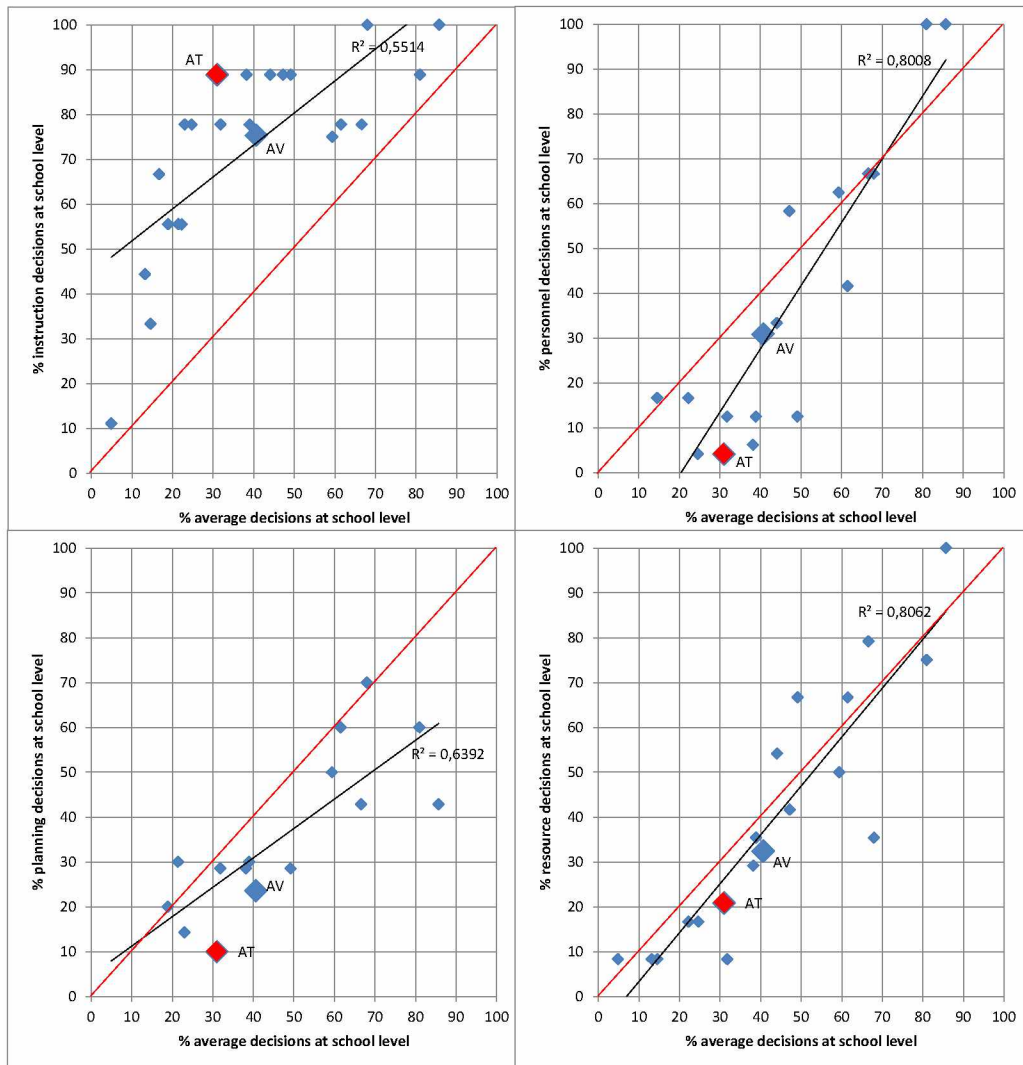 100
90
80
70
60
50
40
30
20
10
0
% instruction decisions at school level
R² = 0,5514
AT
AV
0 10 20 30 40 50 60 70 80 90 100
% average decisions at school level
100
90
80
70
60
50
40
30
20
10
0
% personnel decisions at school level
R² = 0,8008
AV
AT
0 10 20 30 40 50 60 70 80 90 100
% average decisions at school level
100
90
80
70
60
50
40
30
20
10
0
% planning decisions at school level
R² = 0,6392
AV
AT
0 10 20 30 40 50 60 70 80 90 100
% average decisions at school level
100
90
80
70
60
50
40
30
20
10
0
% resource decisions at school level
R² = 0,8062
AV
AT
0 10 20 30 40 50 60 70 80 90 100
% average decisions at school level